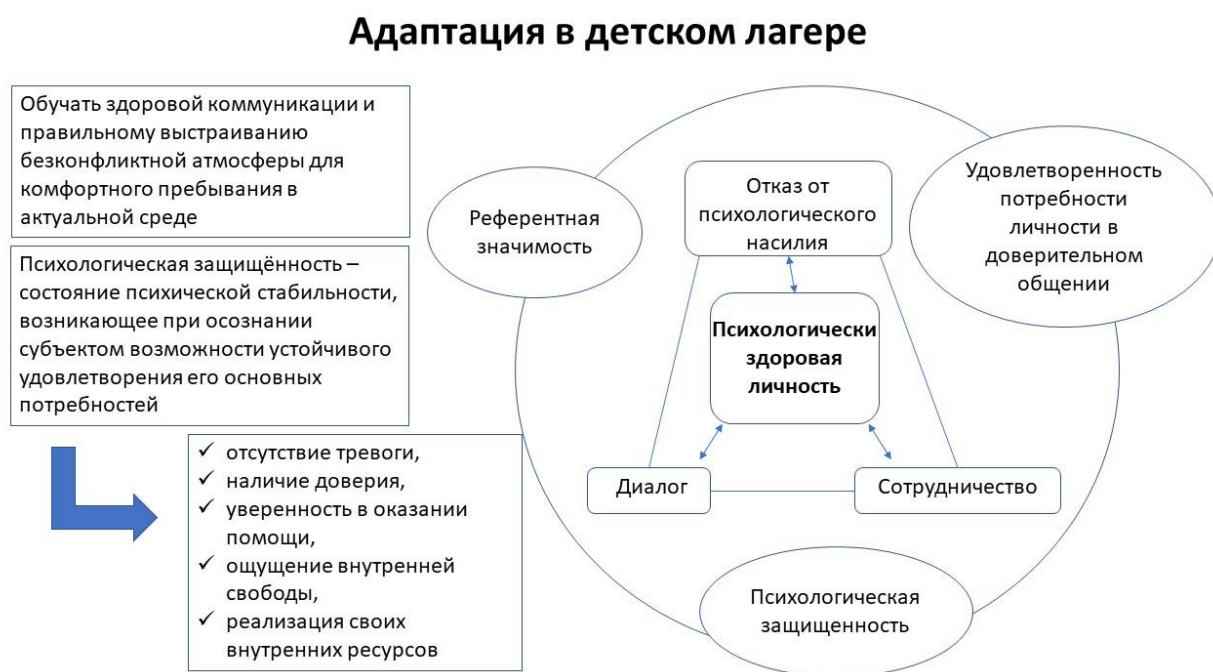 Адаптация в детском лагере
Обучать здоровой коммуникации и
правильному выстраиванию
безконфликтной атмосферы для
комфортного пребывания в
актуальной среде
Психологическая защищённость –
состояние психической стабильности,
возникающее при осознании
субъектом возможности устойчивого
удовлетворения его основных
потребностей
✓ отсутствие тревоги,
✓ наличие доверия,
✓ уверенность в оказании
помощи,
✓ ощущение внутренней
свободы,
✓ реализация своих
внутренних ресурсов
Референтная
значимость
Отказ от
психологического
насилия
Удовлетворенность
потребности
личности в
доверительном
общении
Психологически
здоровая
личность
Диалог
Сотрудничество
Психологическая
защищенность